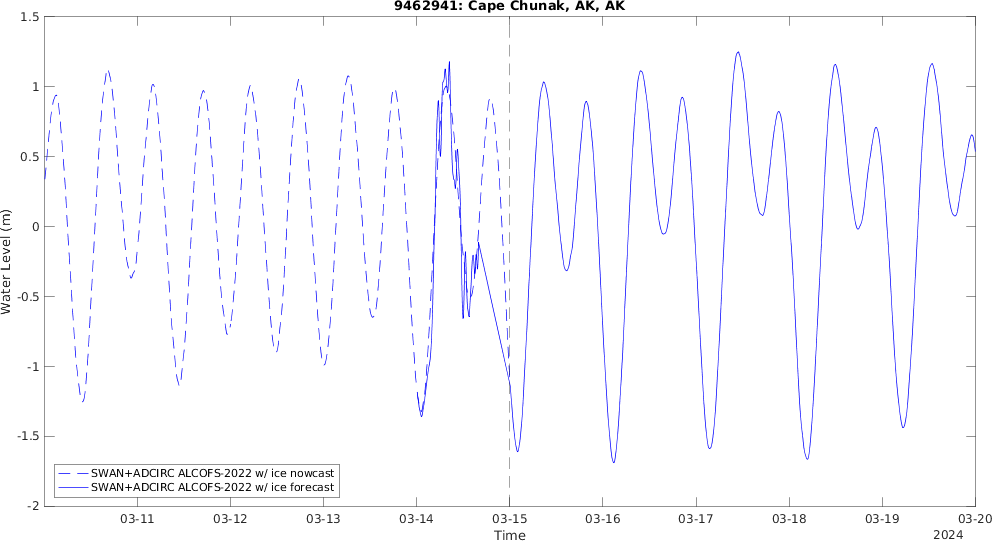 9462941: Cape Chunak, AK, AK
Water Level (m)
1.5
1
0.5
0
-0.5
-1
-1.5
-2
SWAN+ADCIRC ALCOFS-2022 w/ ice nowcast
SWAN+ADCIRC ALCOFS-2022 w/ ice forecast
03-11 03-12 03-13 03-14 03-15 03-16 03-17 03-18 03-19 03-20
Time
2024